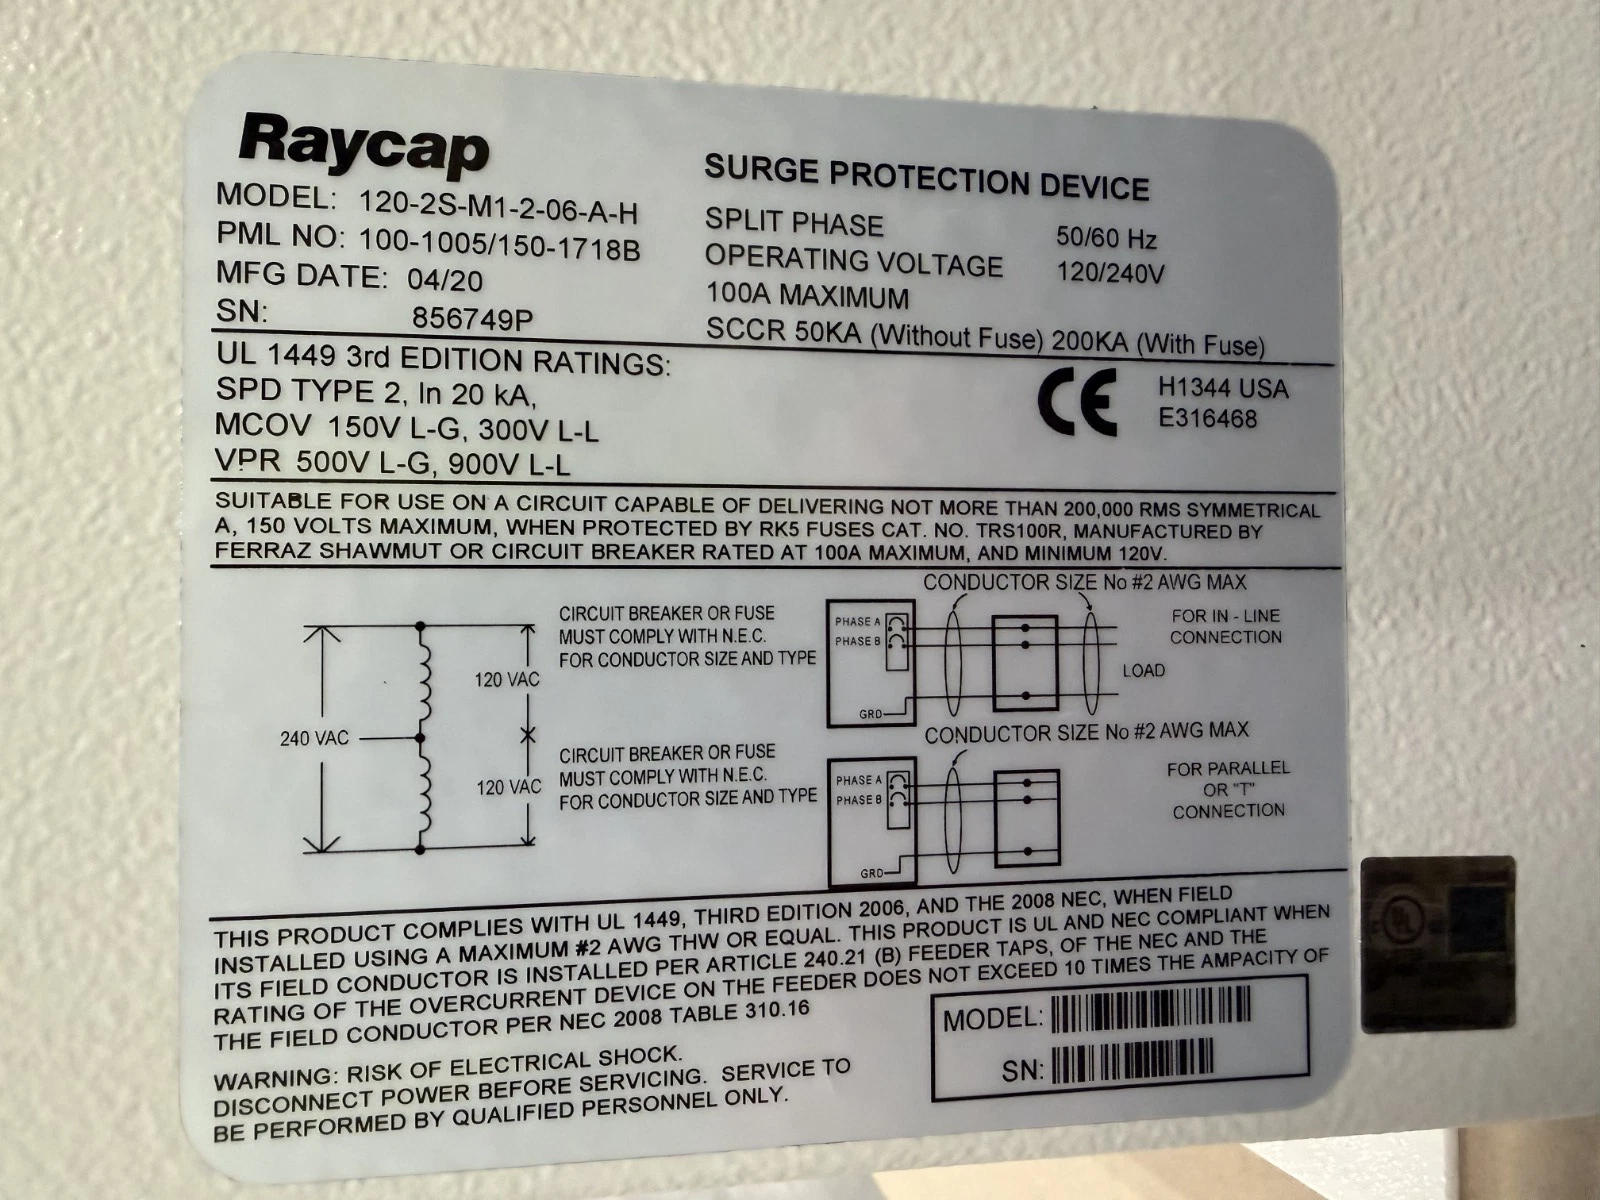 Raycap
MODEL: 120-2S-M1-2-06-A-H
PML NO: 100-1005/150-1718B
MFG DATE: 04/20
SN: 856749P
SURGE PROTECTION DEVICE
SPLIT PHASE 50/60 Hz
OPERATING VOLTAGE 120/240V
100A MAXIMUM
SCCR 50KA (Without Fuse) 200KA (With Fuse)
UL 1449 3rd EDITION RATINGS:
SPD TYPE 2, In 20 kA,
MCOV 150V L-G, 300V L-L
VPR 500V L-G, 900V L-L
CE
H1344 USA
E316468
SUITABLE FOR USE ON A CIRCUIT CAPABLE OF DELIVERING NOT MORE THAN 200,000 RMS SYMMETRICAL
A, 150 VOLTS MAXIMUM, WHEN PROTECTED BY RK5 FUSES CAT. NO. TRS100R, MANUFACTURED BY
FERRAZ SHAWMUT OR CIRCUIT BREAKER RATED AT 100A MAXIMUM, AND MINIMUM 120V.
240 VAC
120 VAC
120 VAC
CIRCUIT BREAKER OR FUSE
MUST COMPLY WITH N.E.C.
FOR CONDUCTOR SIZE AND TYPE
CIRCUIT BREAKER OR FUSE
MUST COMPLY WITH N.E.C.
FOR CONDUCTOR SIZE AND TYPE
CONDUCTOR SIZE No #2 AWG MAX
PHASE A
PHASE B
GRD
FOR IN - LINE
CONNECTION
LOAD
CONDUCTOR SIZE No #2 AWG MAX
PHASE A
PHASE B
GRD
FOR PARALLEL
OR "T"
CONNECTION
THIS PRODUCT COMPLIES WITH UL 1449, THIRD EDITION 2006, AND THE 2008 NEC, WHEN FIELD
INSTALLED USING A MAXIMUM #2 AWG THW OR EQUAL. THIS PRODUCT IS UL AND NEC COMPLIANT WHEN
ITS FIELD CONDUCTOR IS INSTALLED PER ARTICLE 240.21 (B) FEEDER TAPS, OF THE NEC AND THE
RATING OF THE OVERCURRENT DEVICE ON THE FEEDER DOES NOT EXCEED 10 TIMES THE AMPACITY OF
THE FIELD CONDUCTOR PER NEC 2008 TABLE 310.16
WARNING: RISK OF ELECTRICAL SHOCK.
DISCONNECT POWER BEFORE SERVICING. SERVICE TO
BE PERFORMED BY QUALIFIED PERSONNEL ONLY.
MODEL:
SN:
UL